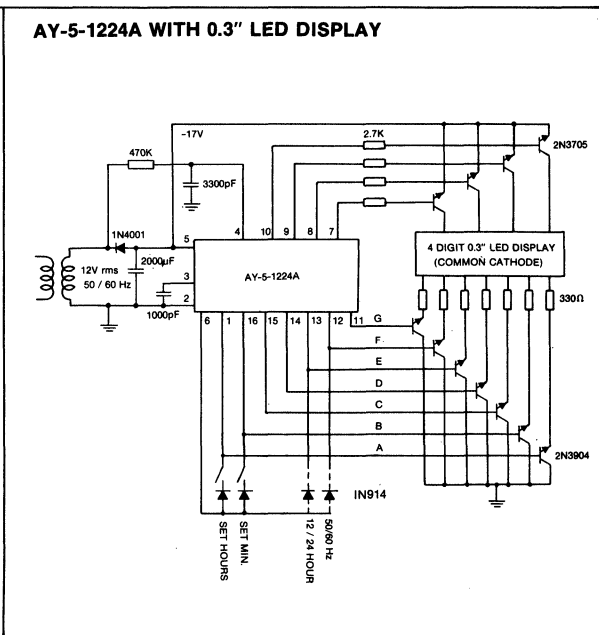 AY-5-1224A WITH 0.3" LED DISPLAY
-17V
2.7K
2N3705
470K
3300pF
4
10
9
8
7
1N4001
5
4 DIGIT 0.3" LED DISPLAY
(COMMON CATHODE)
12V rms
50 / 60 Hz
2000µF
3
AY-5-1224A
2
1000pF
330Ω
6
1
16
15
14
13
12
11
G
F
E
D
C
B
A
2N3904
IN914
SET HOURS
SET MIN.
12 / 24 HOUR
50/60 Hz